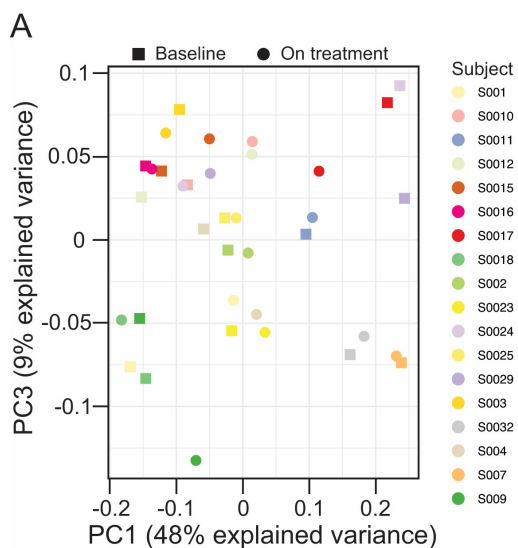 A
Baseline On treatment
PC3 (9% explained variance)
0.1
0.05
0
-0.05
-0.1
-0.2 -0.1 0 0.1 0.2
PC1 (48% explained variance)
Subject
S001
S0010
S0011
S0012
S0015
S0016
S0017
S0018
S002
S0023
S0024
S0025
S0029
S003
S0032
S004
S007
S009